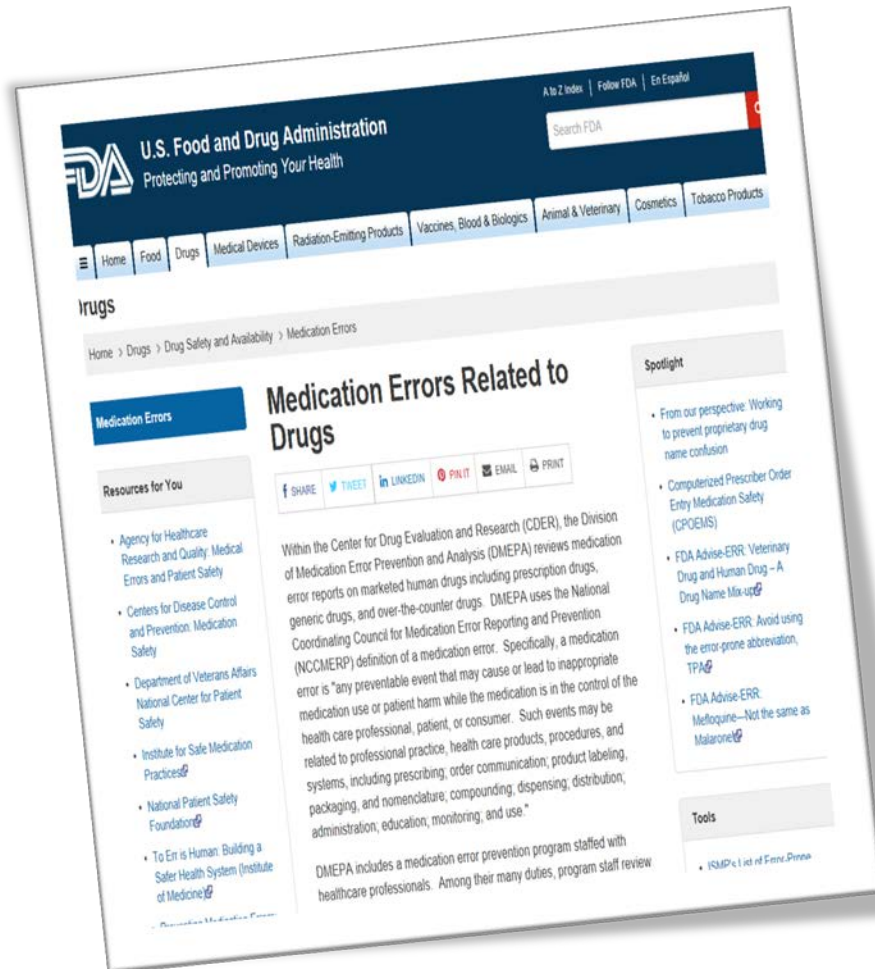 A to Z Index | Follow FDA | En Español
FDA U.S. Food and Drug Administration
Protecting and Promoting Your Health
Search FDA
Home Food Drugs Medical Devices Radiation-Emitting Products Vaccines, Blood & Biologics Animal & Veterinary Cosmetics Tobacco Products
rugs
Home > Drugs > Drug Safety and Availability > Medication Errors
Medication Errors
Resources for You
• Agency for Healthcare
Research and Quality: Medical
Errors and Patient Safety
• Centers for Disease Control
and Prevention: Medication
Safety
• Department of Veterans Affairs
National Center for Patient
Safety
• Institute for Safe Medication
Practices
• National Patient Safety
Foundation
• To Err is Human: Building a
Safer Health System (Institute
of Medicine)
Medication Errors Related to
Drugs
SHARE TWEET LINKEDIN PIN IT EMAIL PRINT
Within the Center for Drug Evaluation and Research (CDER), the Division
of Medication Error Prevention and Analysis (DMEPA) reviews medication
error reports on marketed human drugs including prescription drugs,
generic drugs, and over-the-counter drugs. DMEPA uses the National
Coordinating Council for Medication Error Reporting and Prevention
(NCCMERP) definition of a medication error. Specifically, a medication
error is "any preventable event that may cause or lead to inappropriate
medication use or patient harm while the medication is in the control of the
health care professional, patient, or consumer. Such events may be
related to professional practice, health care products, procedures, and
systems, including prescribing; order communication; product labeling,
packaging, and nomenclature; compounding; dispensing; distribution;
administration; education; monitoring; and use."
DMEPA includes a medication error prevention program staffed with
healthcare professionals. Among their many duties, program staff review
Spotlight
• From our perspective: Working
to prevent proprietary drug
name confusion
• Computerized Prescriber Order
Entry Medication Safety
(CPOEMS)
• FDA Advise-ERR: Veterinary
Drug and Human Drug – A
Drug Name Mix-up
• FDA Advise-ERR: Avoid using
the error-prone abbreviation,
TPA
• FDA Advise-ERR:
Mefloquine—Not the same as
Malarone!
Tools
• ISMP's List of Error-Prone